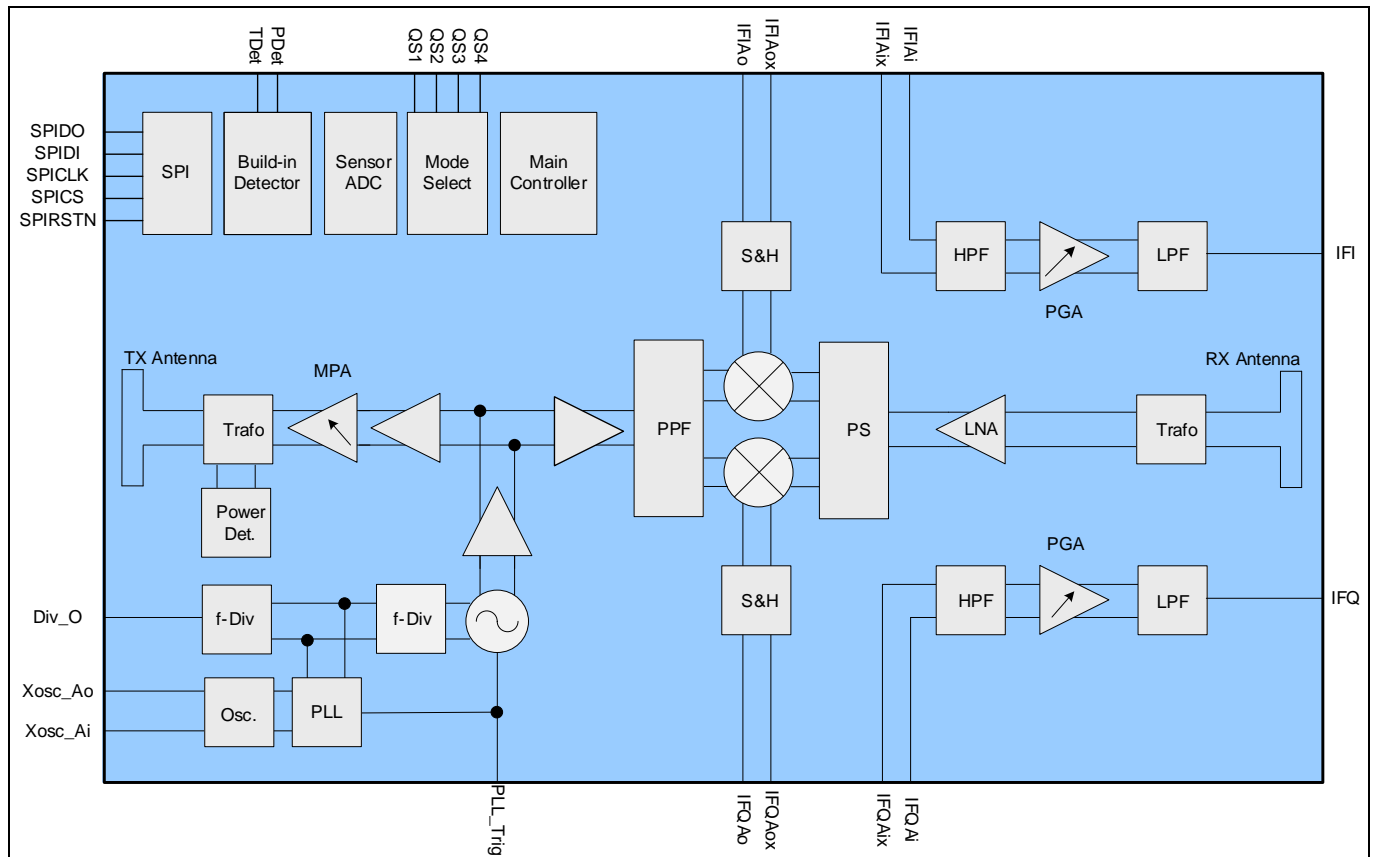 TDet
PDet
QS1
QS2
QS3
QS4
IFIAo
IFIAox
IFIAix
IFIAi
SPIDO
SPIDI
SPICLK
SPICS
SPIRSTN
SPI
Build-in
Detector
Sensor
ADC
Mode
Select
Main
Controller
S&H
HPF
PGA
LPF
IFI
TX Antenna
MPA
Trafo
Power
Det.
PPF
PS
LNA
Trafo
RX Antenna
Div_O
f-Div
f-Div
S&H
PGA
HPF
LPF
IFQ
Xosc_Ao
Xosc_Ai
Osc.
PLL
PLL_Trig
IFQAo
IFQAox
IFQAix
IFQAi